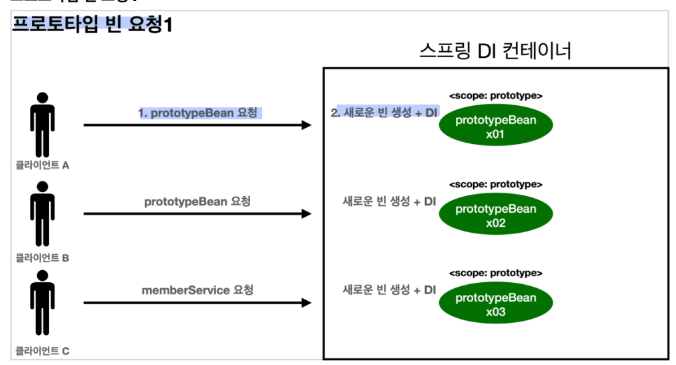 프로토타입 빈 요청1
스프링 DI 컨테이너
<scope: prototype>
1. prototypeBean 요청
2. 새로운 빈 생성 + DI
prototypeBean
x01
클라이언트 A
<scope: prototype>
prototypeBean 요청
새로운 빈 생성 + DI
prototypeBean
x02
클라이언트 B
<scope: prototype>
memberService 요청
새로운 빈 생성 + DI
prototypeBean
x03
클라이언트 C